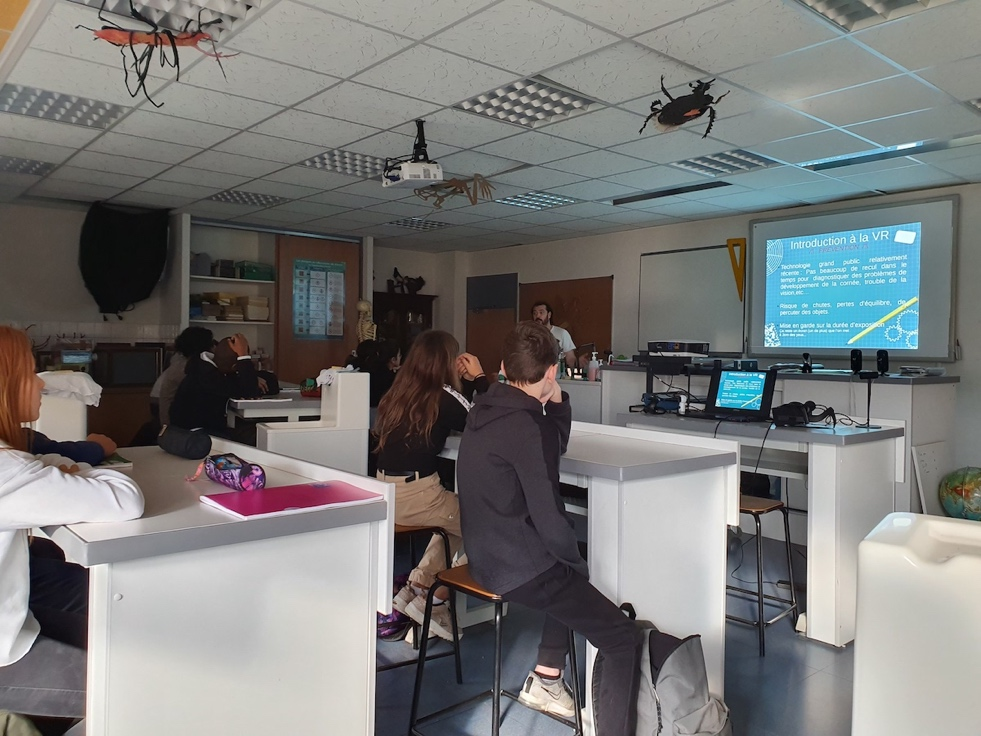 Introduction à la VR
Technologie grand public relativement
récente. Pas beaucoup de recul dans le
temps pour diagnostiquer des problèmes de
développement de la cornée, trouble de la
vision,etc.
Risque de chutes, pertes d'équilibre, de
percuter des objets
Mise en garde sur la durée d'exposition